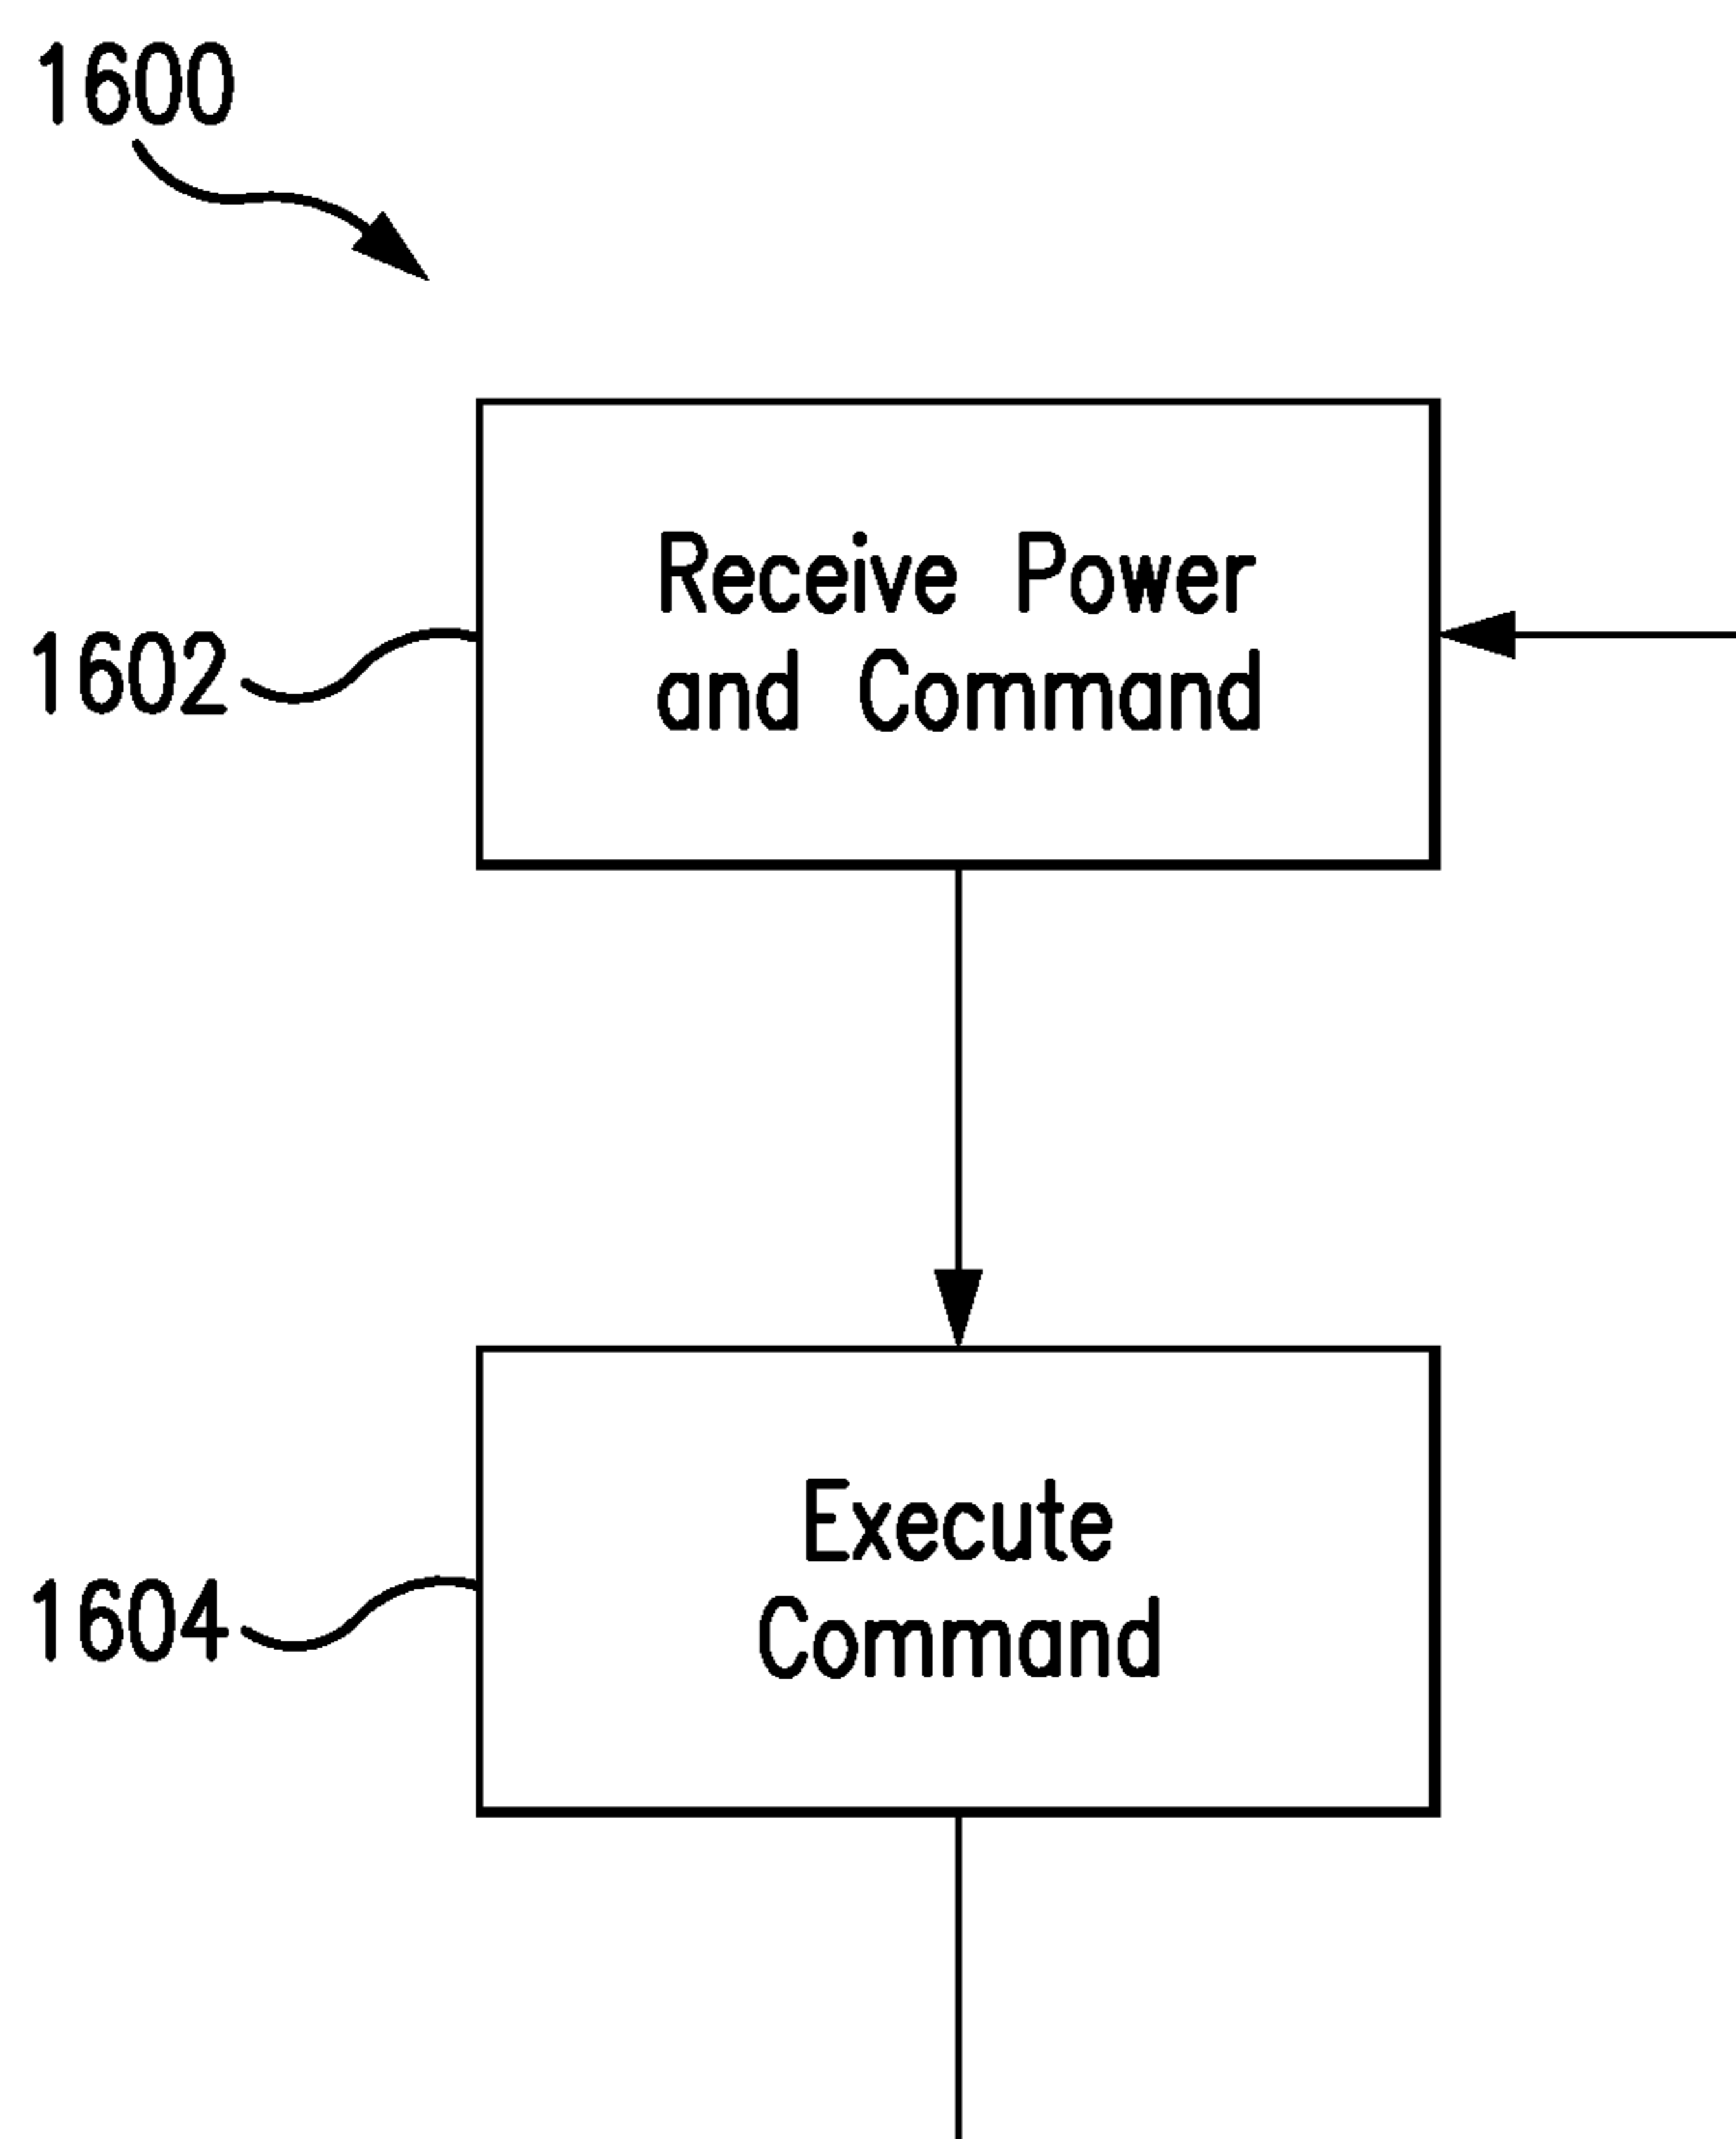 1600
Receive Power
and Command
1602
Execute
Command
1604